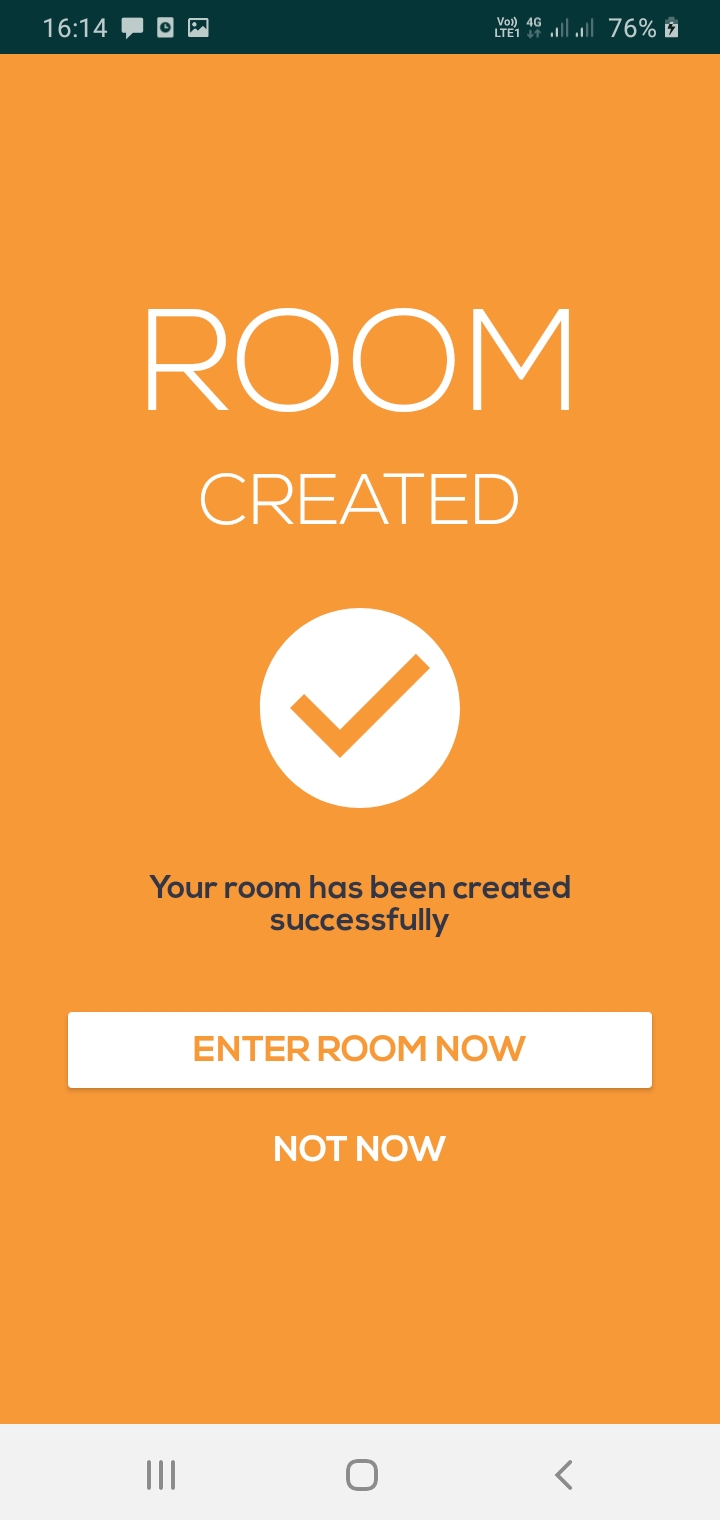 16:14
Vo)) 4G 76%
LTE1
ROOM
CREATED
Your room has been created
successfully
ENTER ROOM NOW
NOT NOW